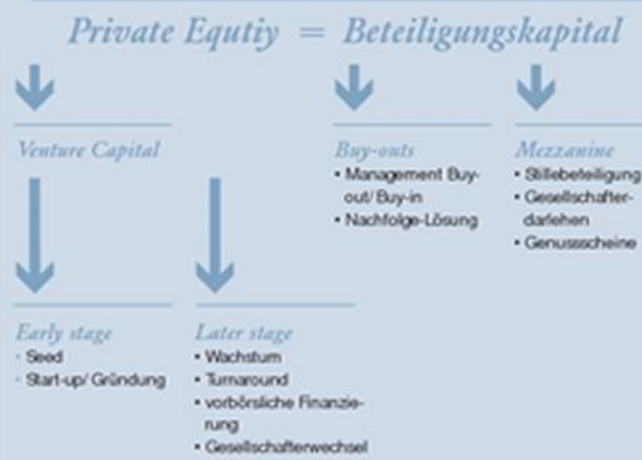 Private Equtiy = Beteiligungskapital
Venture Capital
Buy-outs
• Management Buy-
out/ Buy-in
• Nachfolge-Lösung
Mezzanine
• Stillebeteiligung
• Gesellschafter-
darlehen
• Genussscheine
Early stage
• Seed
• Start-up/ Gründung
Later stage
• Wachstum
• Turnaround
• vorbörsliche Finanzie-
rung
• Gesellschafterwechsel